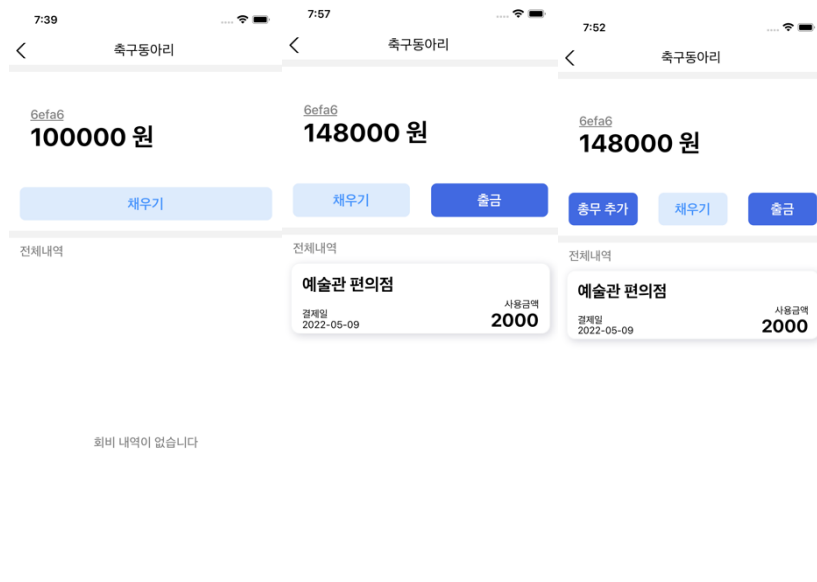 7:39
축구동아리
6efa6
100000 원
채우기
전체내역
회비 내역이 없습니다
7:57
축구동아리
6efa6
148000 원
채우기 출금
전체내역
예술관 편의점
결제일 사용금액
2022-05-09 2000
7:52
축구동아리
6efa6
148000 원
총무 추가 채우기 출금
전체내역
예술관 편의점
결제일 사용금액
2022-05-09 2000